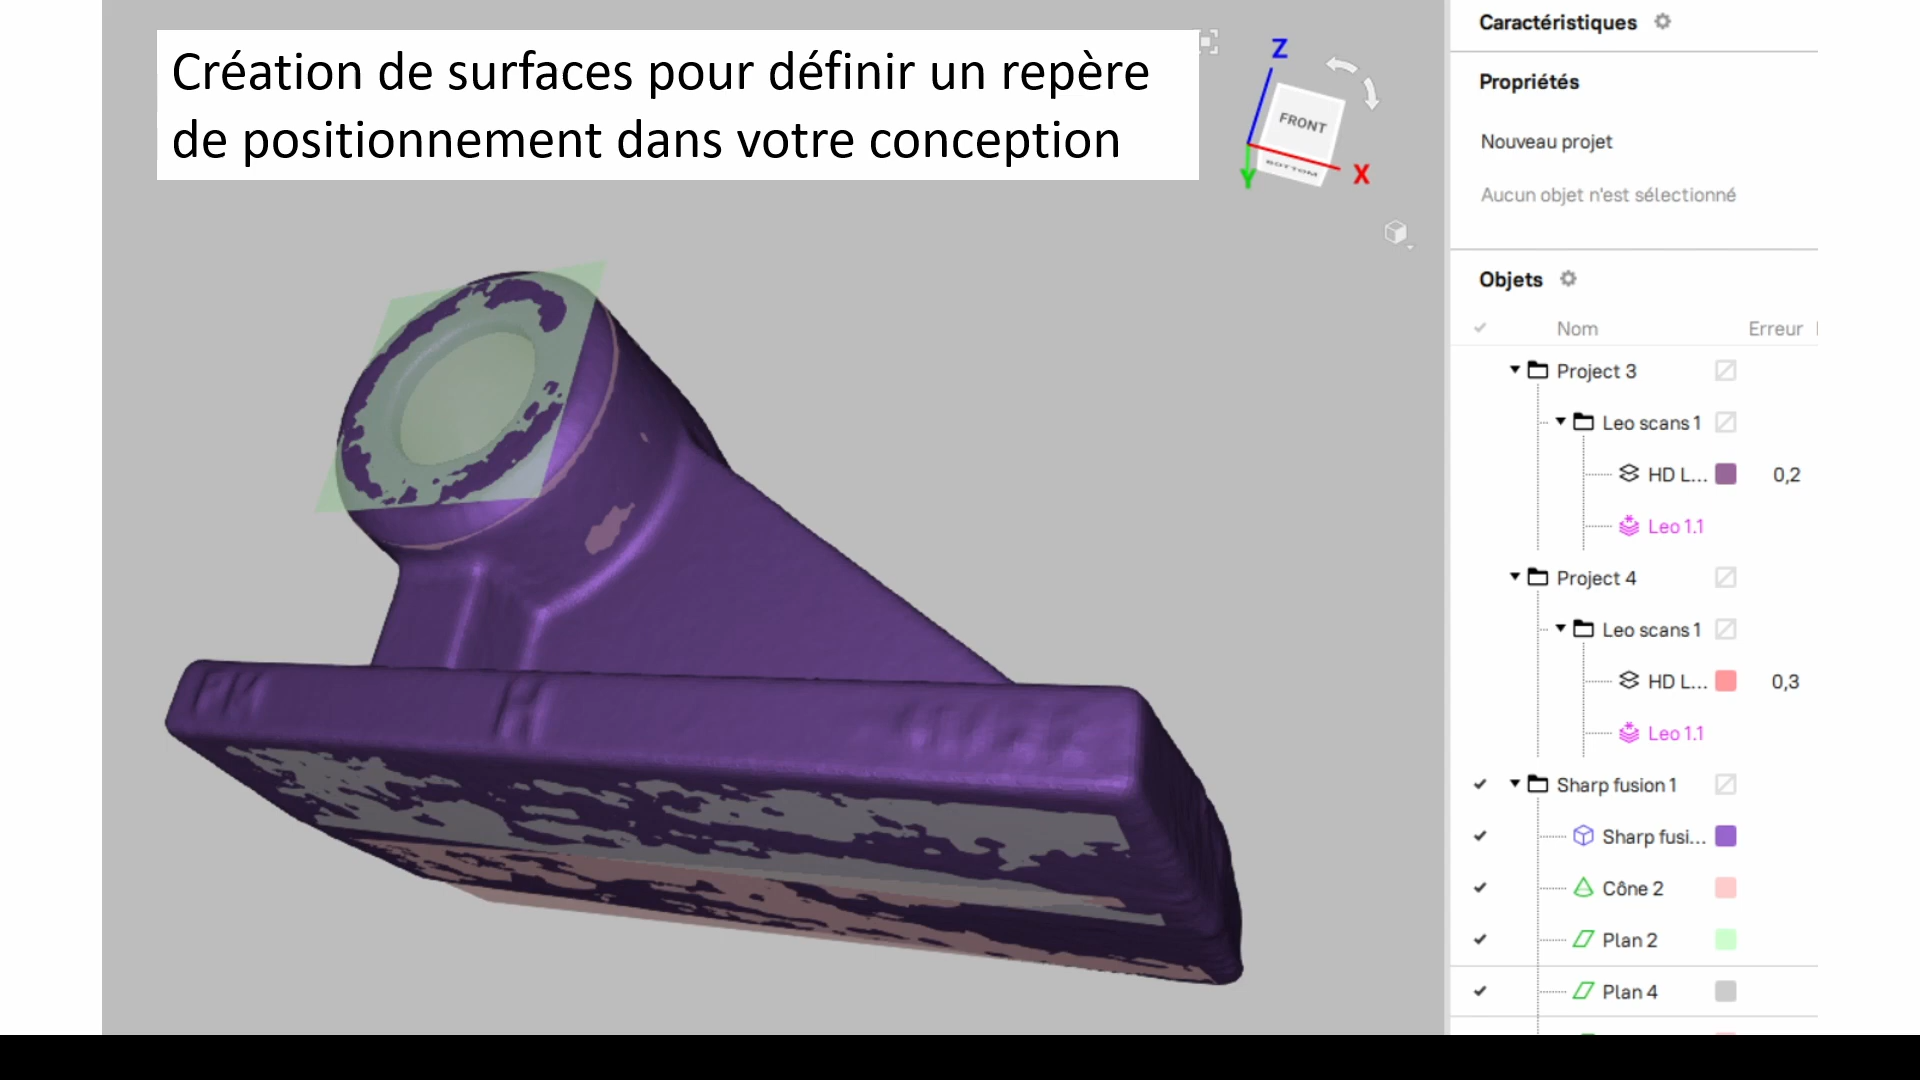 Création de surfaces pour définir un repère
de positionnement dans votre conception
Z
FRONT
BOTTOM
X
Y
Caractéristiques
Propriétés
Nouveau projet
Aucun objet n'est sélectionné
Objets
Nom Erreur
Project 3
Leo scans 1
HD L... 0,2
Leo 1.1
Project 4
Leo scans 1
HD L... 0,3
Leo 1.1
Sharp fusion 1
Sharp fusi...
Cône 2
Plan 2
Plan 4